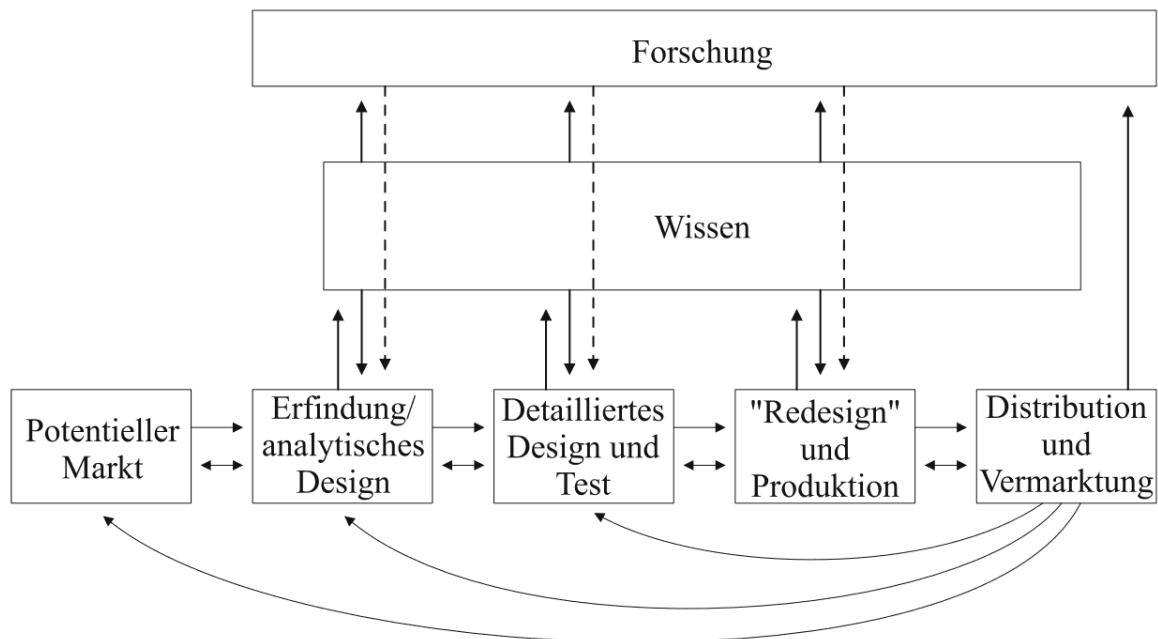 Forschung
Wissen
Potentieller
Markt
Erfindung/
analytisches
Design
Detailliertes
Design und
Test
"Redesign"
und
Produktion
Distribution
und
Vermarktung